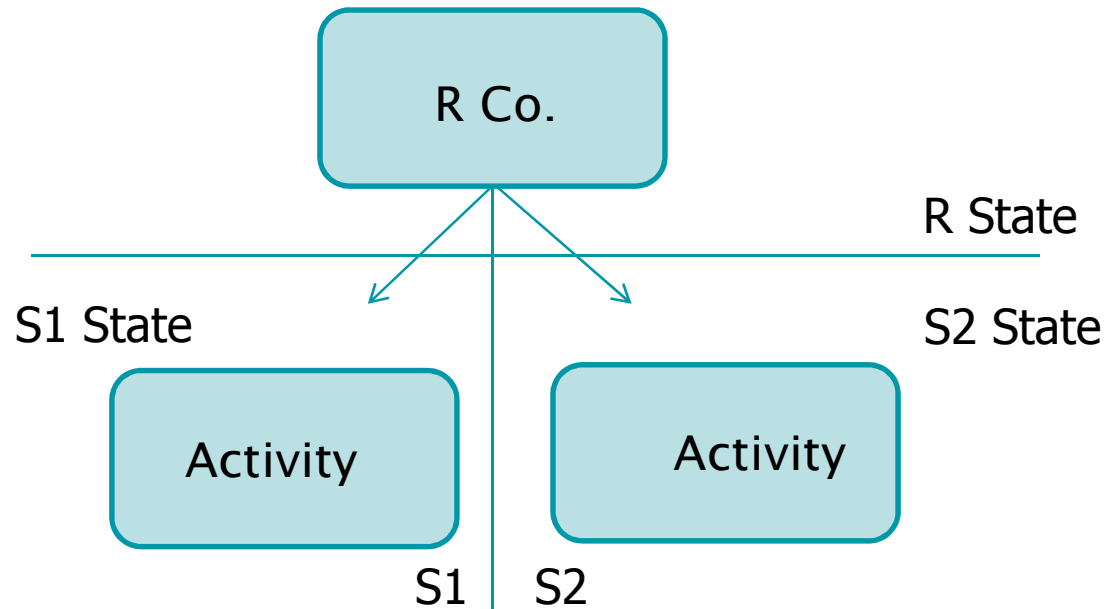 R Co.
R State
S1 State
S2 State
Activity
Activity
S1
S2